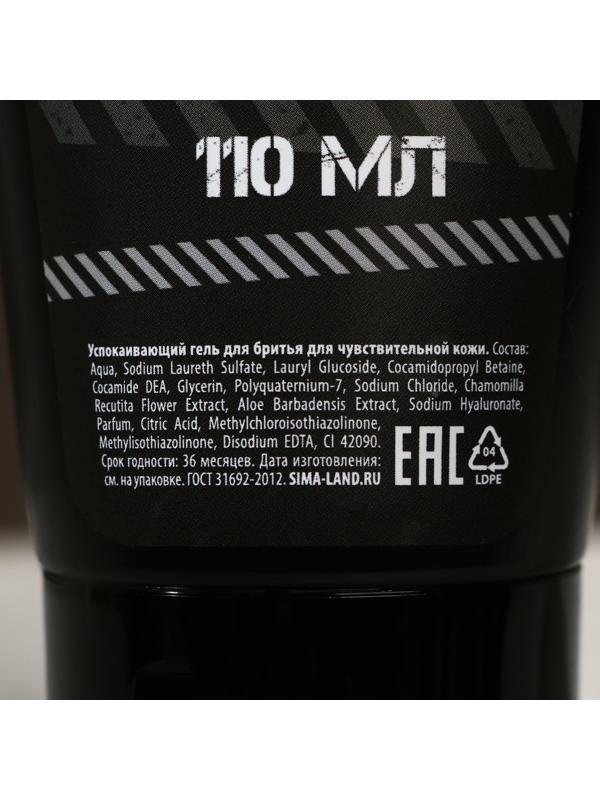 110 МЛ
Успокаивающий гель для бритья для чувствительной кожи. Состав:
Aqua, Sodium Laureth Sulfate, Lauryl Glucoside, Cocamidopropyl Betaine,
Cocamide DEA, Glycerin, Polyquaternium-7, Sodium Chloride, Chamomilla
Recutita Flower Extract, Aloe Barbadensis Extract, Sodium Hyaluronate,
Parfum, Citric Acid, Methylchloroisothiazolinone,
Methylisothiazolinone, Disodium EDTA, CI 42090.
Срок годности: 36 месяцев. Дата изготовления:
см. на упаковке. ГОСТ 31692-2012. SIMA-LAND.RU
EAC
04
LDPE